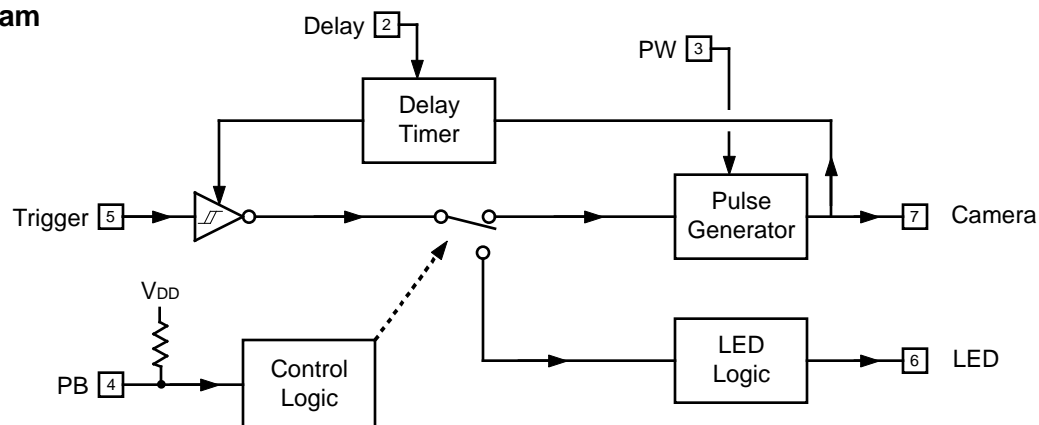 am
Delay 2
PW 3
Delay
Timer
Trigger 5
Pulse
Generator
7 Camera
VDD
PB 4
Control
Logic
LED
Logic
6 LED